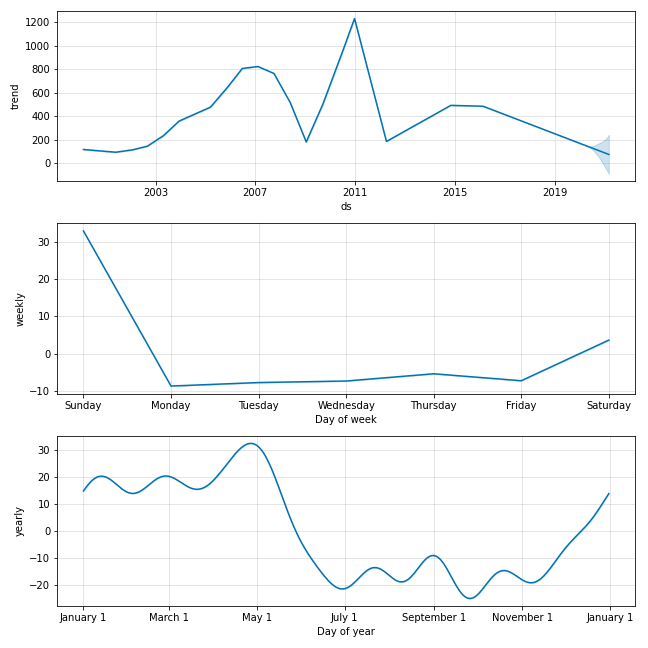 1200
1000
800
600
400
200
0
trend
2003 2007 2011 2015 2019
ds
30
20
10
0
−10
weekly
Sunday Monday Tuesday Wednesday Thursday Friday Saturday
Day of week
30
20
10
0
−10
−20
yearly
January 1 March 1 May 1 July 1 September 1 November 1 January 1
Day of year